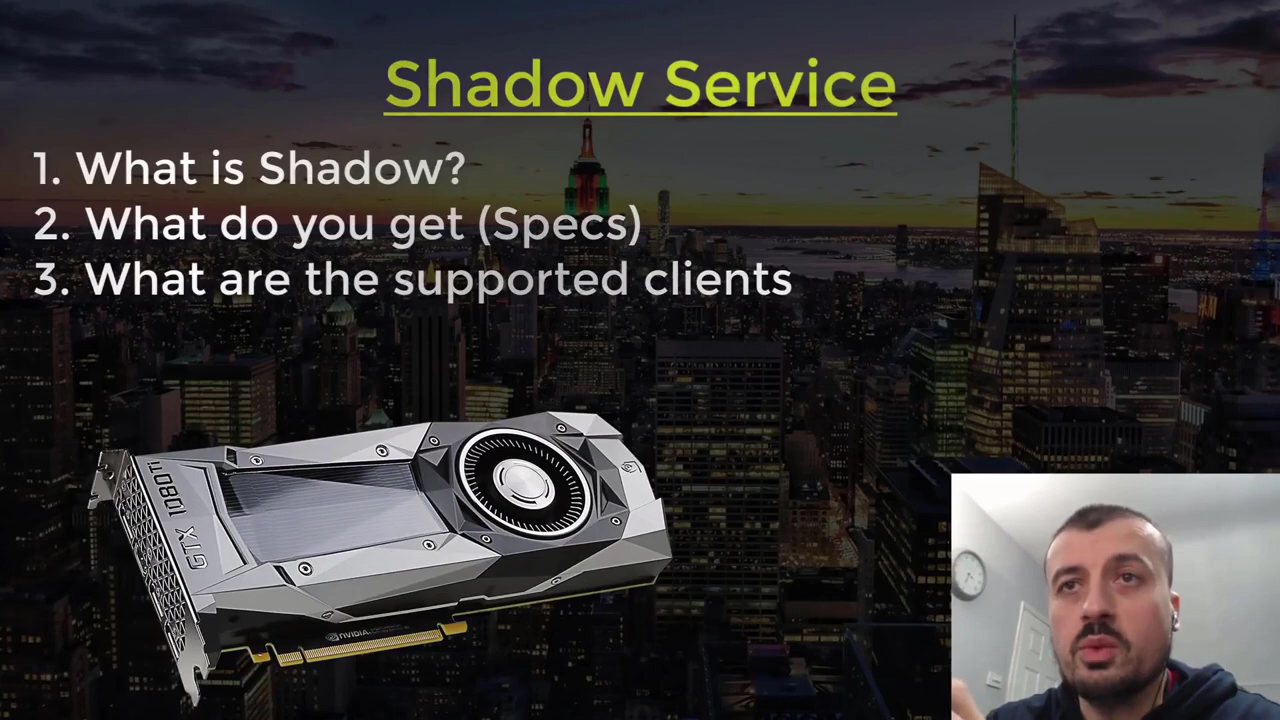 Shadow Service
1. What is Shadow?
2. What do you get (Specs)
3. What are the supported clients
GTX 1080 Ti
NVIDIA